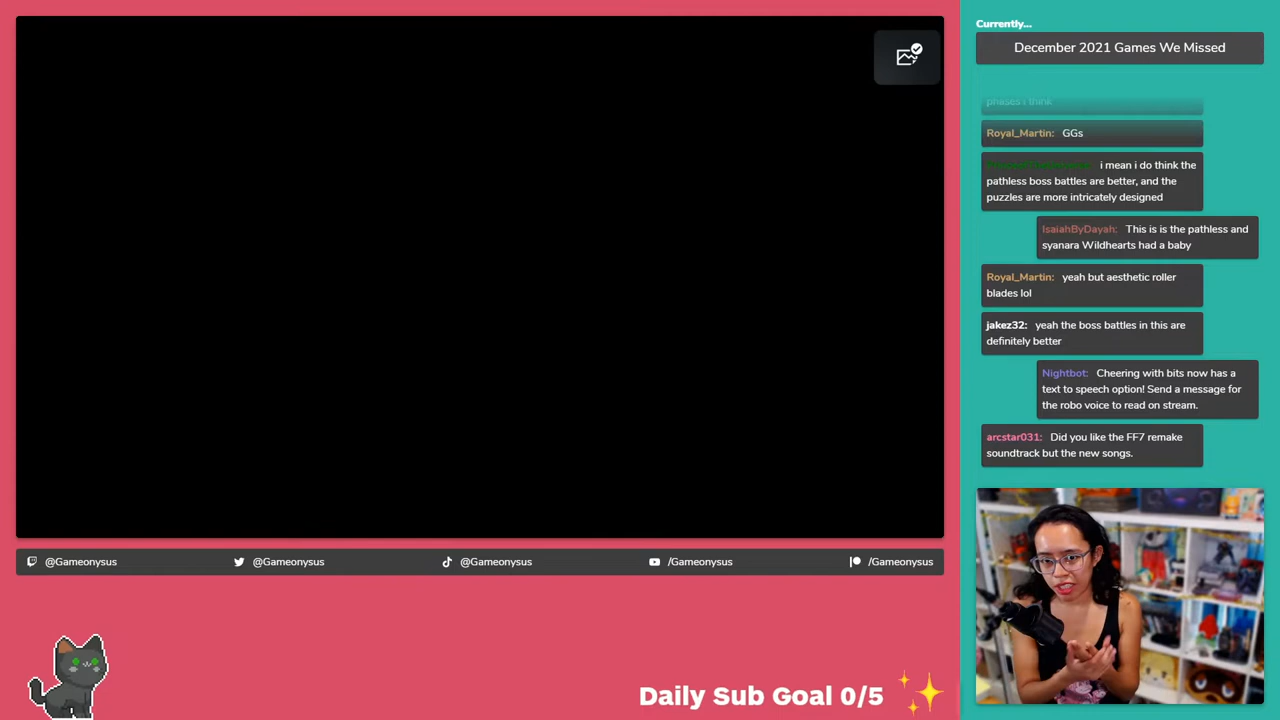 Currently...
December 2021 Games We Missed
phases i think
Royal_Martin: GGs
i mean i do think the
pathless boss battles are better, and the
puzzles are more intricately designed
IsaiahByDayah: This is is the pathless and
syanara Wildhearts had a baby
Royal_Martin: yeah but aesthetic roller
blades lol
jakez32: yeah the boss battles in this are
definitely better
Nightbot: Cheering with bits now has a
text to speech option! Send a message for
the robo voice to read on stream.
arcstar031: Did you like the FF7 remake
soundtrack but the new songs.
@Gameonysus
@Gameonysus
@Gameonysus
/Gameonysus
/Gameonysus
Daily Sub Goal 0/5